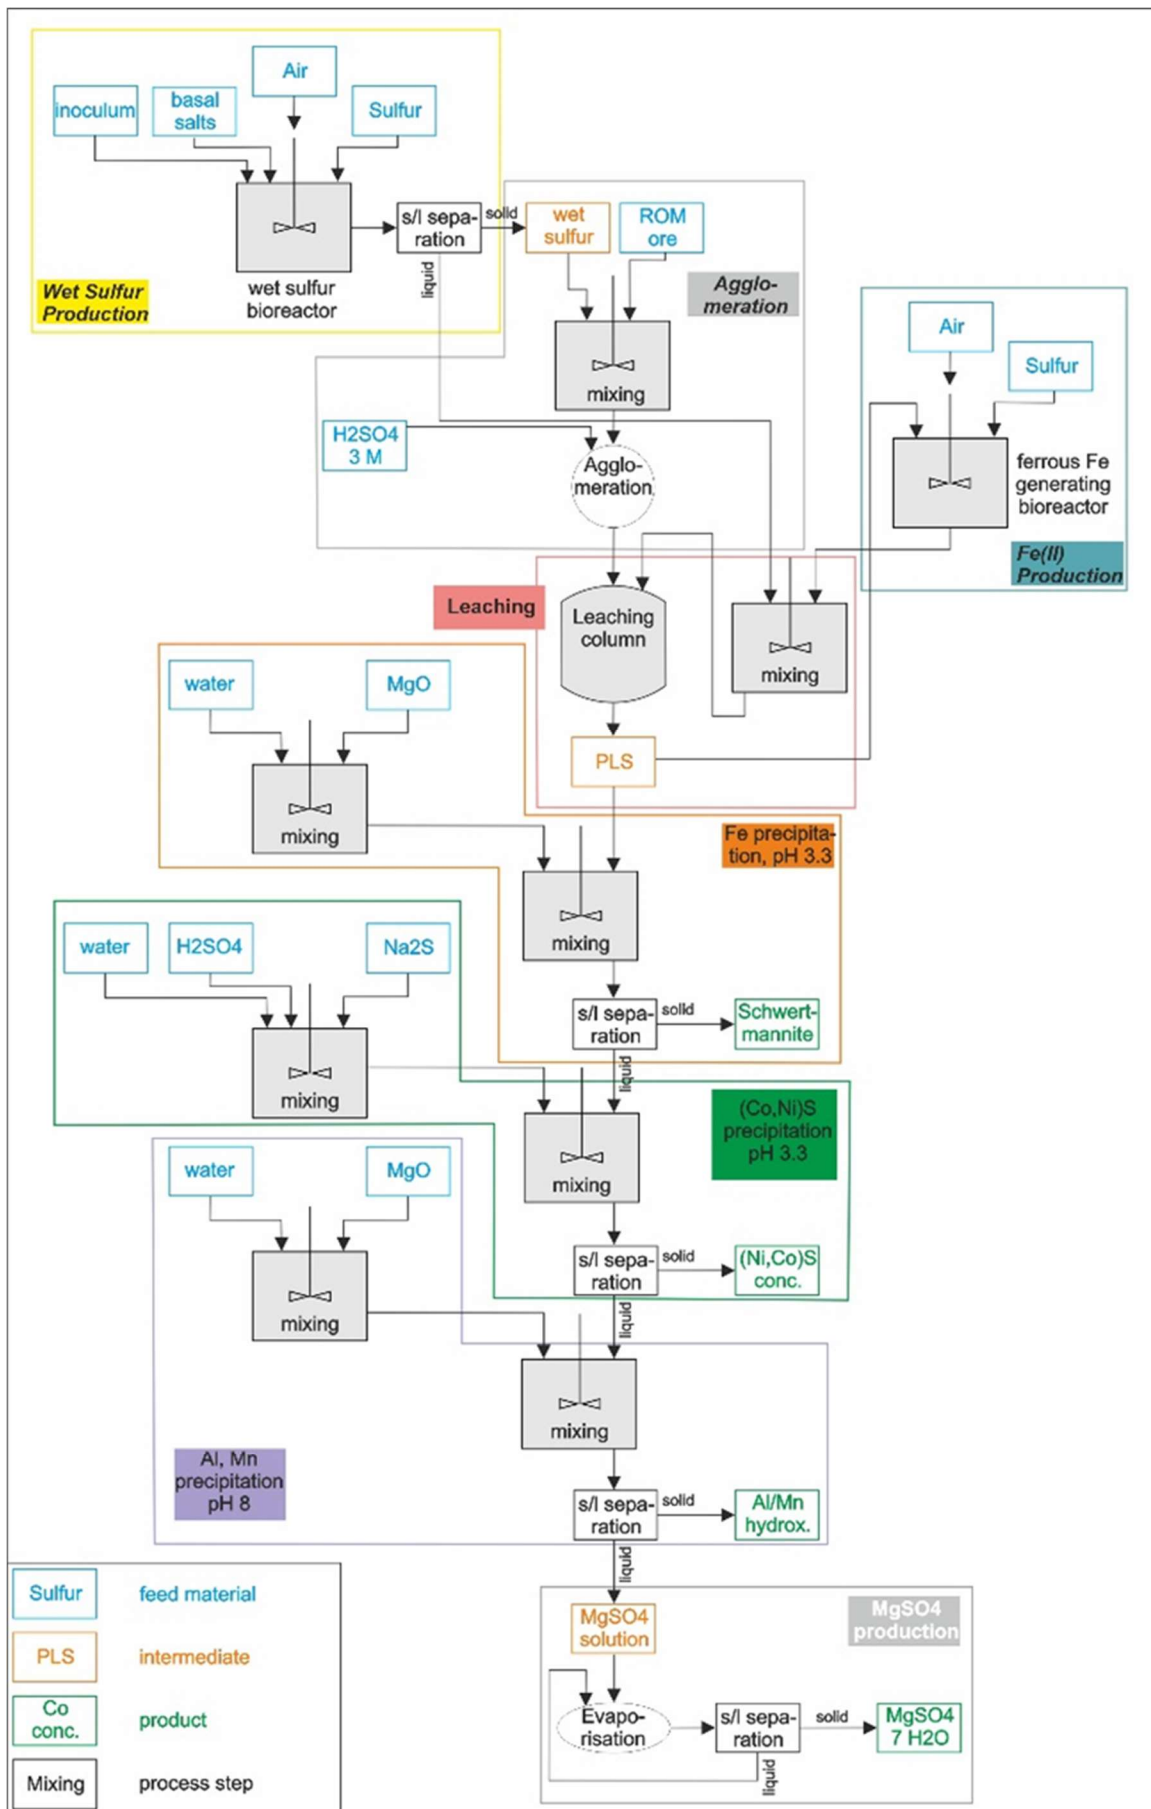 Air
inoculum
basal
salts
Sulfur
s/l sepa-
ration
solid
liquid
wet
sulfur
ROM
ore
Wet Sulfur
Production
wet sulfur
bioreactor
Agglo-
meration
mixing
Air
Sulfur
H2SO4
3 M
Agglo-
meration
ferrous Fe
generating
bioreactor
Fe(II)
Production
Leaching
Leaching
column
mixing
water
MgO
PLS
mixing
Fe precipita-
tion, pH 3.3
mixing
water
H2SO4
Na2S
s/l sepa-
ration
solid
Schwert-
mannite
liquid
mixing
(Co,Ni)S
precipitation
pH 3.3
water
MgO
mixing
s/l sepa-
ration
solid
(Ni,Co)S
conc.
liquid
mixing
mixing
Al, Mn
precipitation
pH 8
s/l sepa-
ration
solid
Al/Mn
hydrox.
liquid
MgSO4
solution
MgSO4
production
Evapo-
risation
s/l sepa-
ration
solid
MgSO4
7 H2O
liquid
Sulfur
feed material
PLS
intermediate
Co
conc.
product
Mixing
process step